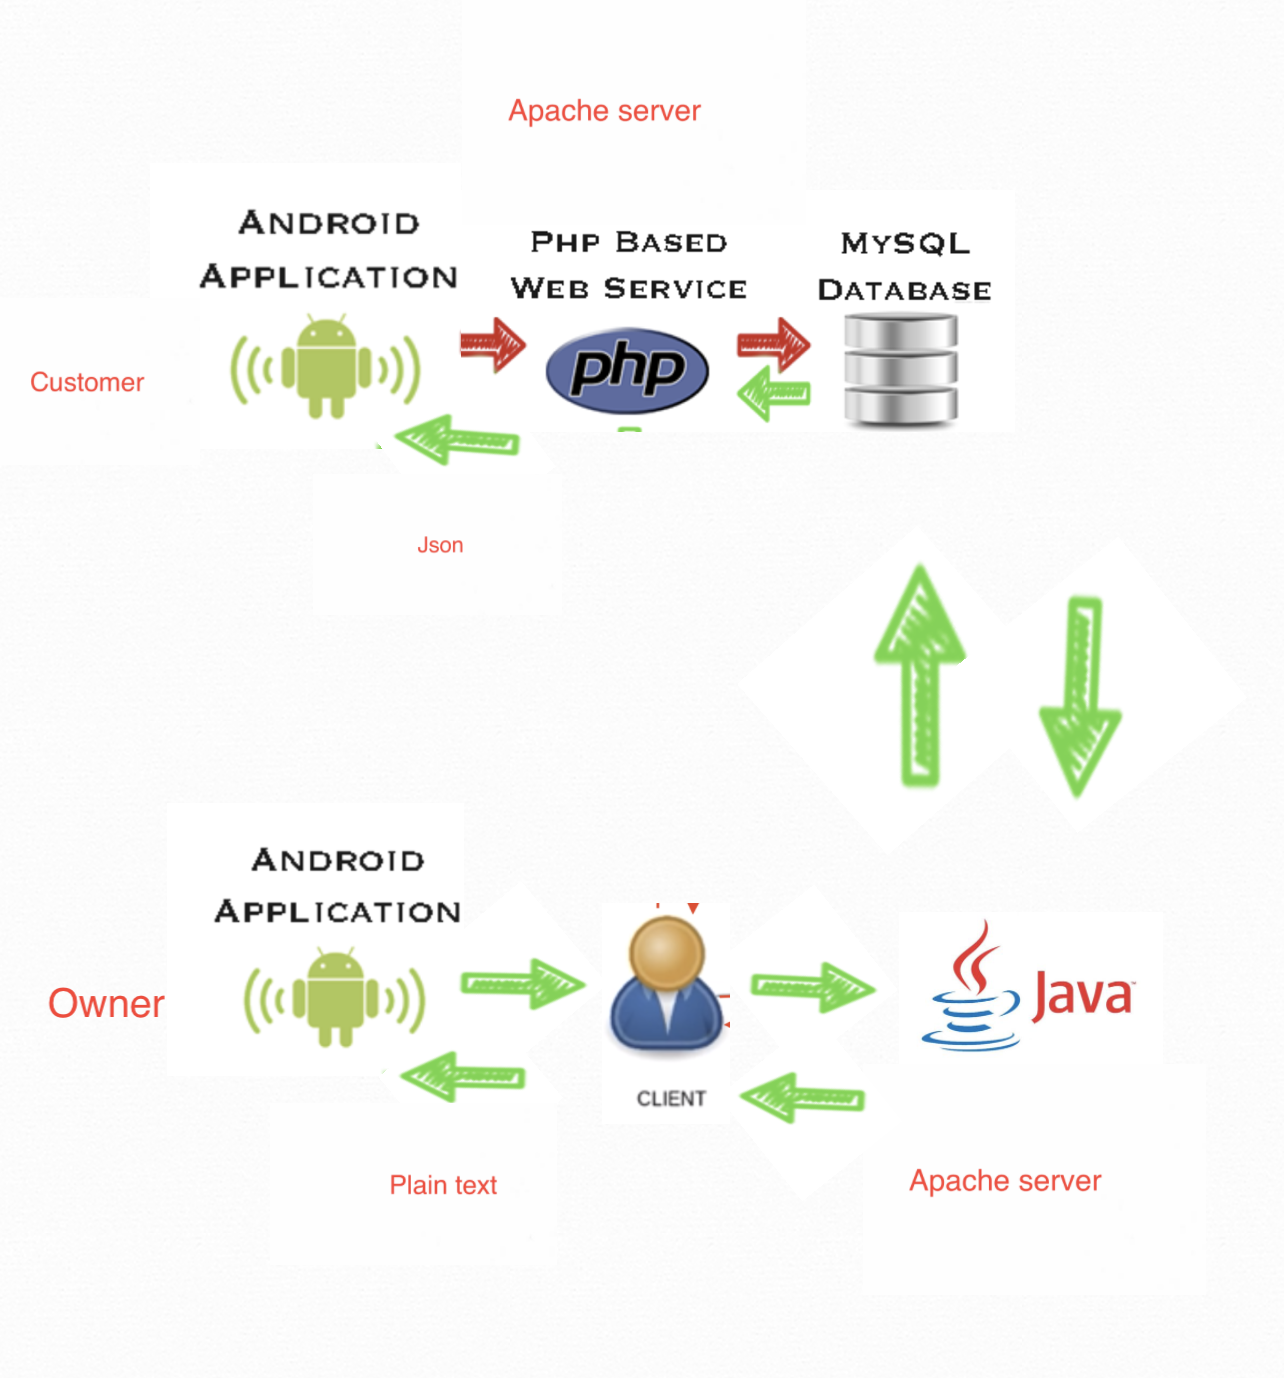 Apache server
ANDROID
APPLICATION
PHP BASED
WEB SERVICE
php
MYSQL
DATABASE
Customer
Json
ANDROID
APPLICATION
Owner
CLIENT
Java™
Plain text
Apache server